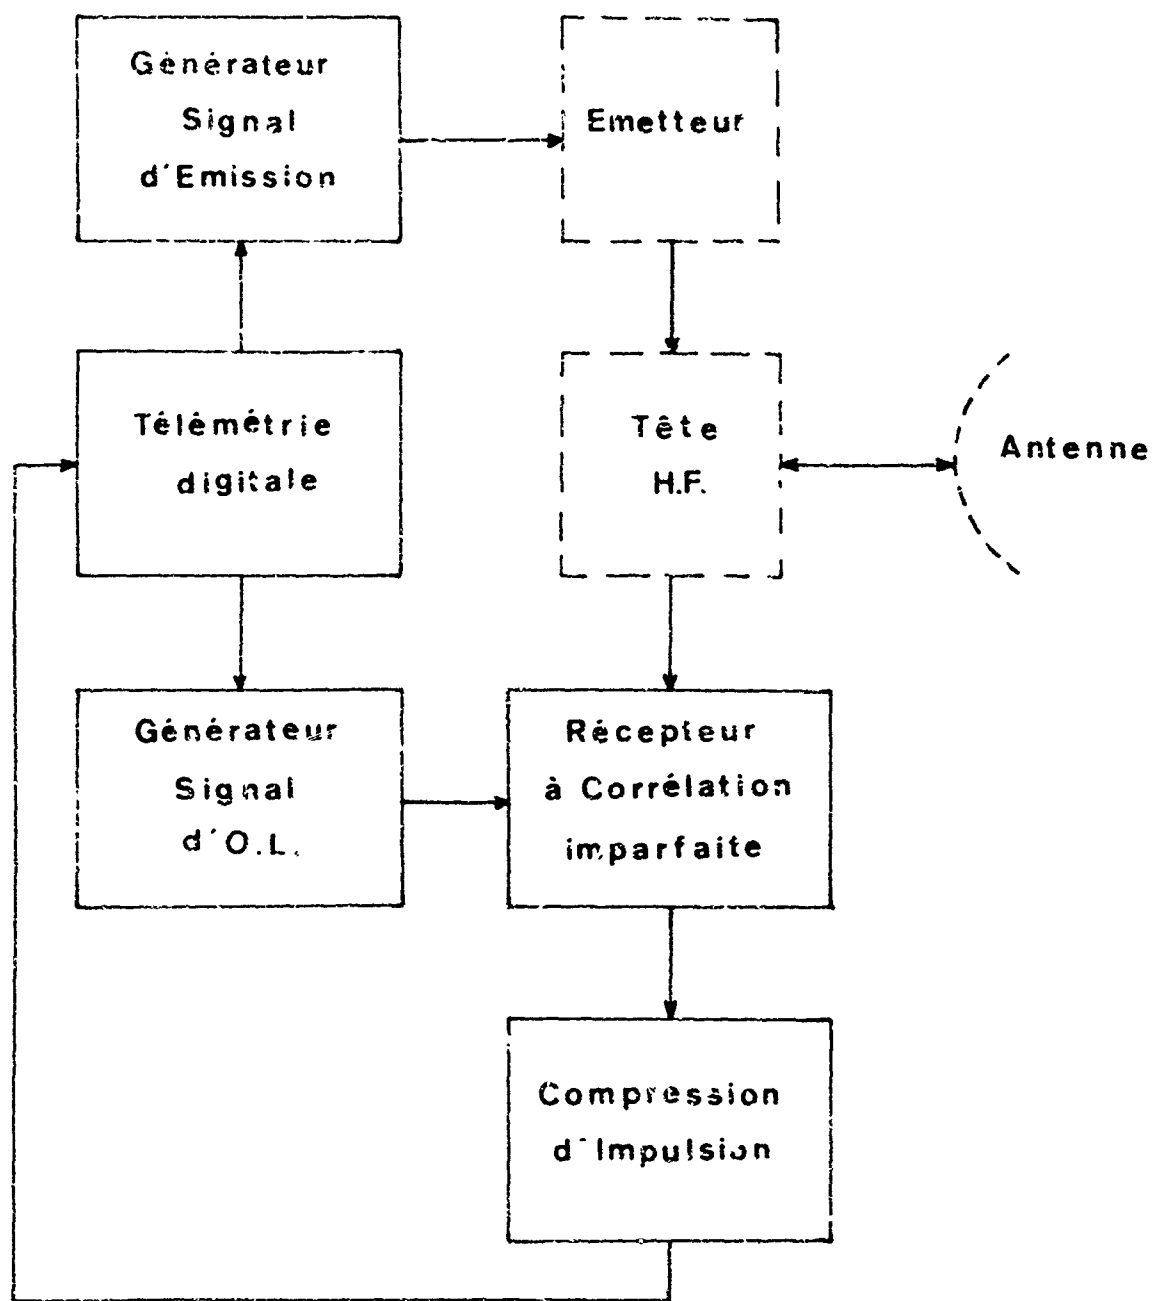 Générateur
Signal
d'Emission
Emetteur
Télémétrie
digitale
Tête
H.F.
Antenne
Générateur
Signal
d'O.L.
Récepteur
à Corrélation
imparfaite
Compression
d'Impulsion